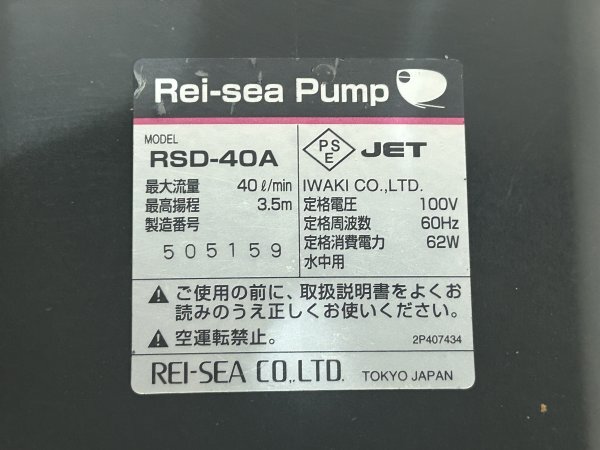 Rei-sea Pump
MODEL
RSD-40A
最大流量 40ℓ/min
最高揚程 3.5m
製造番号
505159
PSE JET
IWAKI CO.,LTD.
定格電圧 100V
定格周波数 60Hz
定格消費電力 62W
水中用
ご使用の前に、取扱説明書をよくお
読みのうえ正しくお使いください。
空運転禁止。
2P407434
REI-SEA CO.,LTD. TOKYO JAPAN